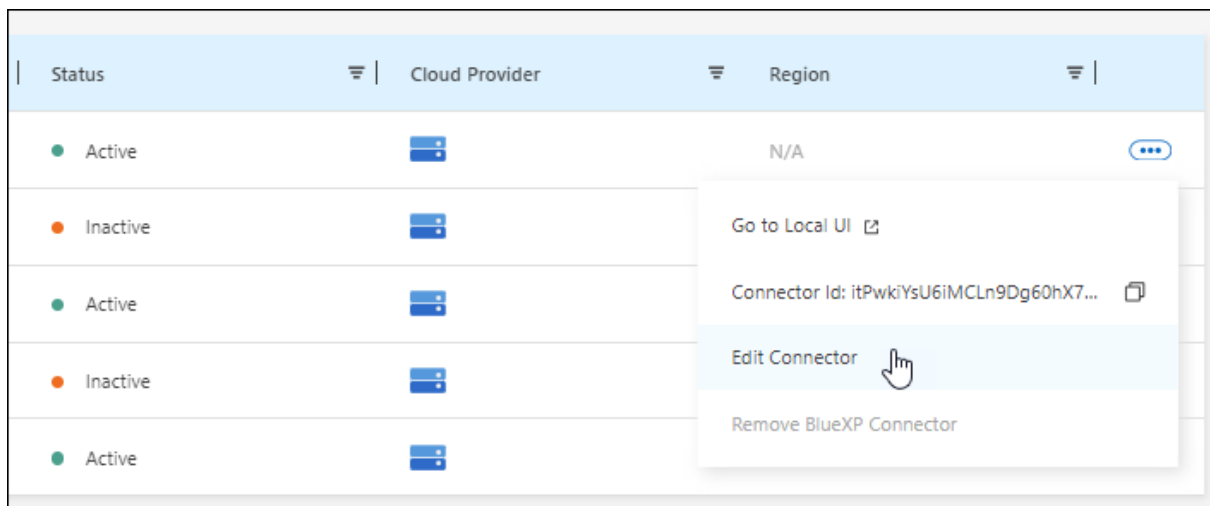 Status Cloud Provider Region
Active N/A
Inactive
Go to Local UI
Connector Id: itPwkiYsU6iMCLn9Dg60hX7...
Active
Edit Connector
Inactive
Remove BlueXP Connector
Active